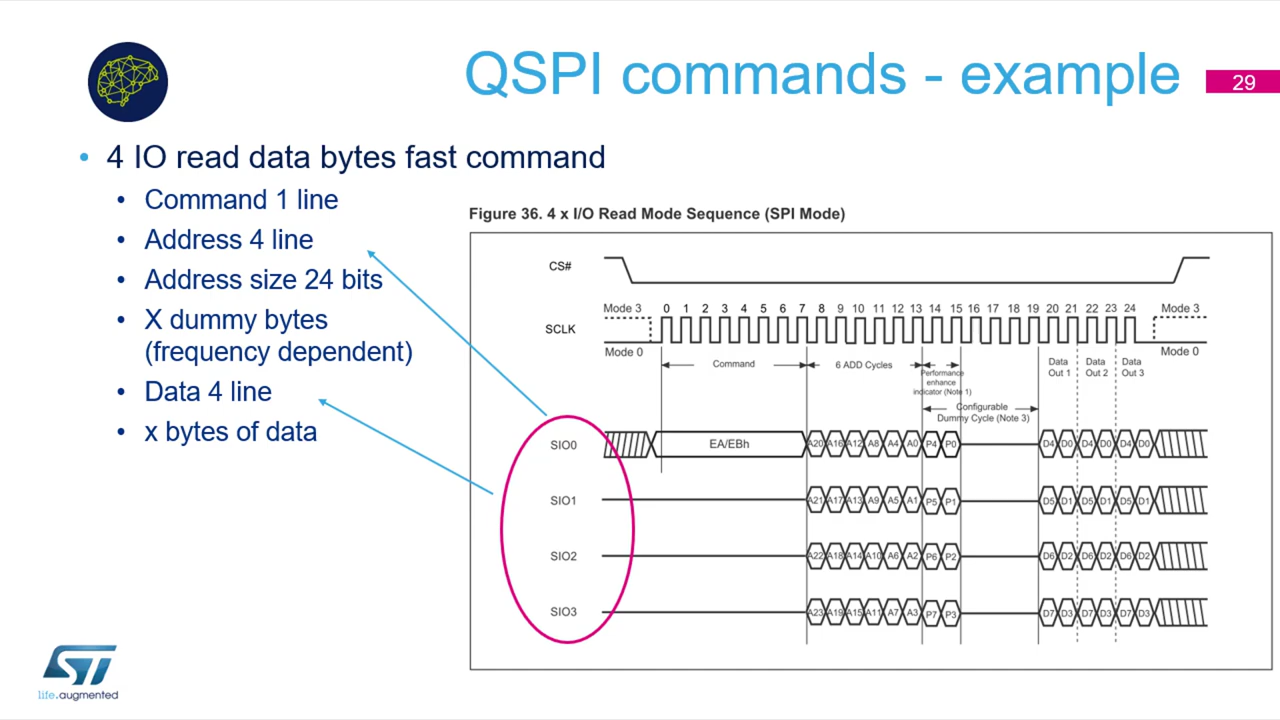 QSPI commands - example
29
• 4 IO read data bytes fast command
• Command 1 line
• Address 4 line
• Address size 24 bits
• X dummy bytes
(frequency dependent)
• Data 4 line
• x bytes of data
Figure 36. 4 x I/O Read Mode Sequence (SPI Mode)
CS#
Mode 3 0 1 2 3 4 5 6 7 8 9 10 11 12 13 14 15 16 17 18 19 20 21 22 23 24 Mode 3
SCLK
Mode 0 Mode 0
Command 6 ADD Cycles Data Data Data
Out 1 Out 2 Out 3
Performance
enhance
indicator (Note 1)
Configurable
Dummy Cycle (Note 3)
SIO0 EA/EBh A20 A16 A12 A8 A4 A0 P4 P0 D4 D0 D4 D0 D4 D0
SIO1 A21 A17 A13 A9 A5 A1 P5 P1 D5 D1 D5 D1 D5 D1
SIO2 A22 A18 A14 A10 A6 A2 P6 P2 D6 D2 D6 D2 D6 D2
SIO3 A23 A19 A15 A11 A7 A3 P7 P3 D7 D3 D7 D3 D7 D3
ST
life.augmented